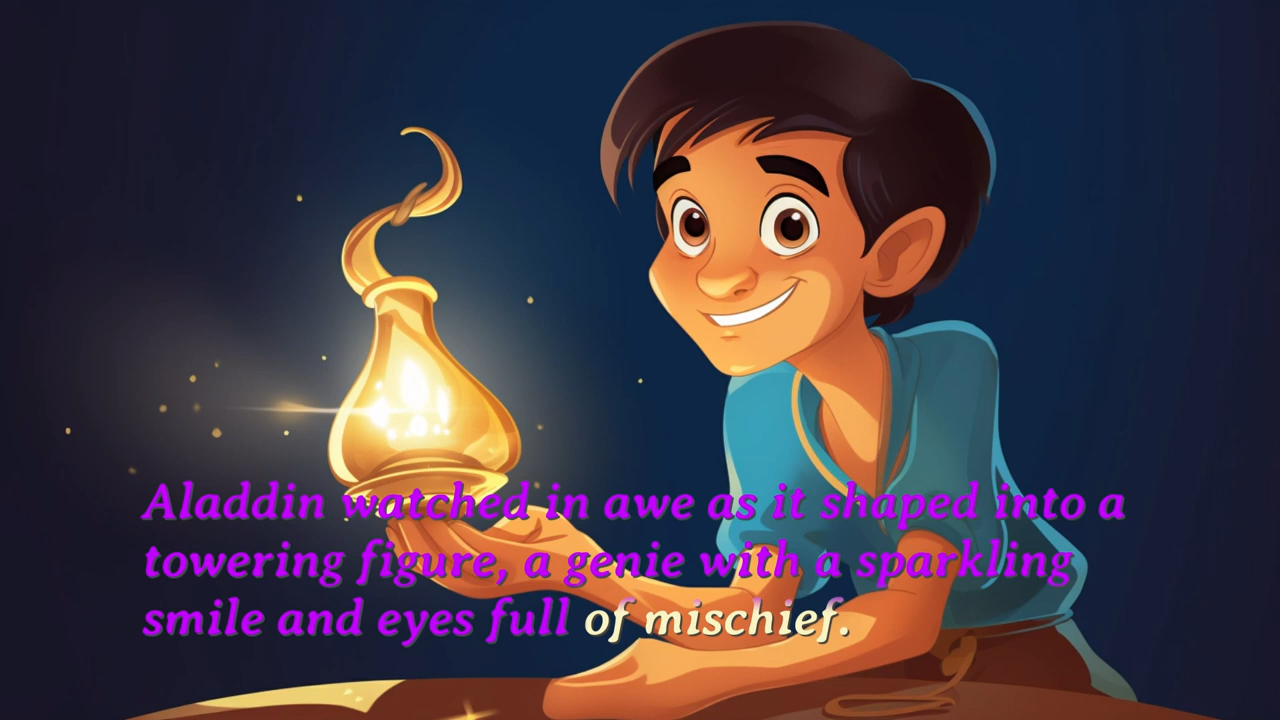 Aladdin watched in awe as it shaped into a
towering figure, a genie with a sparkling
smile and eyes full of mischief.